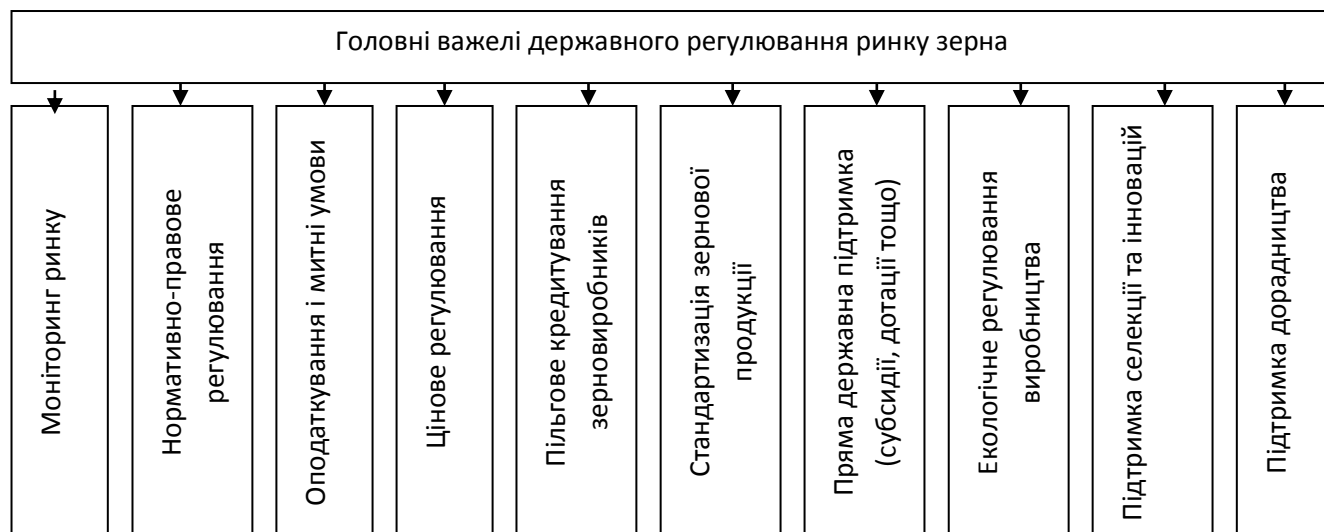 Головні важелі державного регулювання ринку зерна
Моніторинг ринку
Нормативно-правове
регулювання
Оподаткування і митні умови
Цінове регулювання
Пільгове кредитування
зерновиробників
Стандартизація зернової
продукції
Пряма державна підтримка
(субсидії, дотації тощо)
Екологічне регулювання
виробництва
Підтримка селекції та інновацій
Підтримка дорадництва